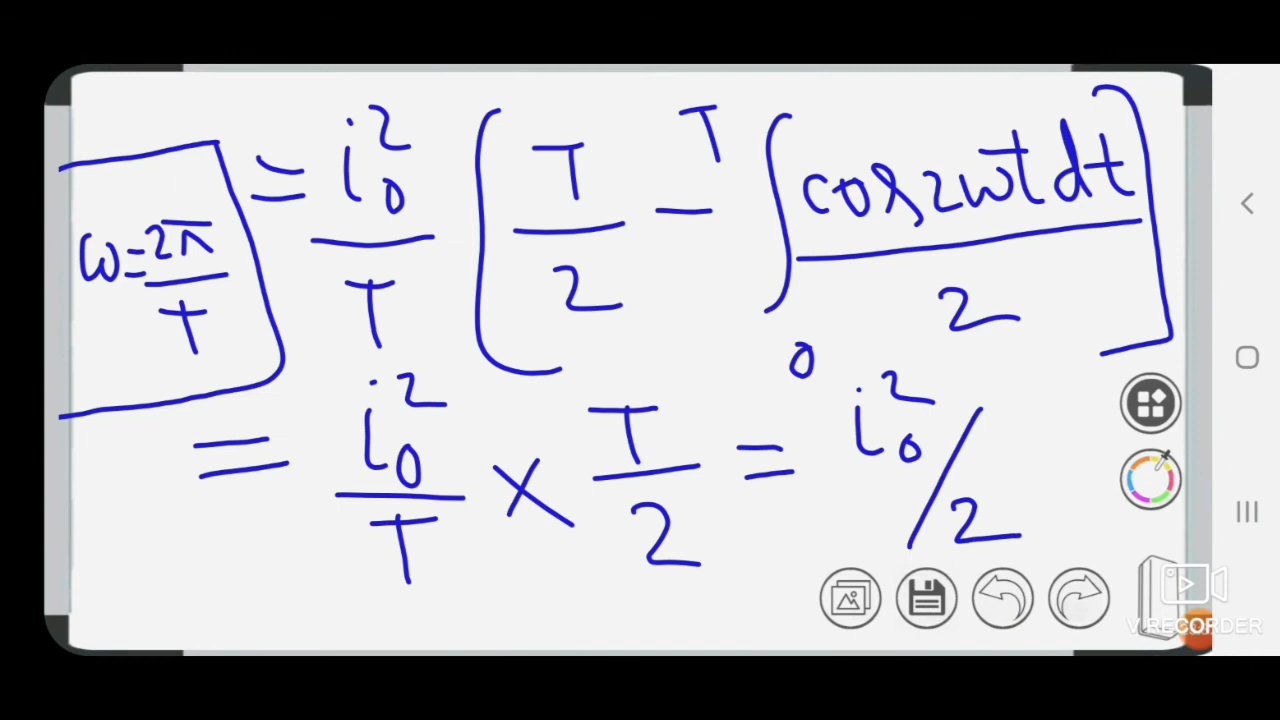 = i₀²/T [T/2 − ∫₀ᵀ cos2ωt dt/2]
ω = 2π/T
= i₀²/T × T/2 = i₀²/2
V RECORDER